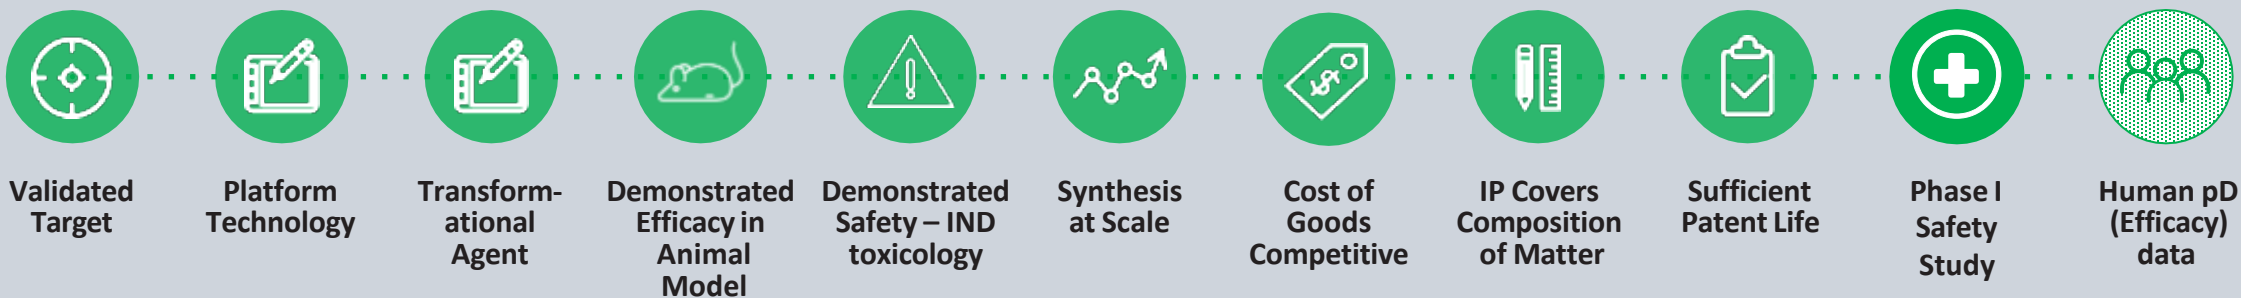 Validated
Target
Platform
Technology
Transform-
ational
Agent
Demonstrated
Efficacy in
Animal
Model
Demonstrated
Safety – IND
toxicology
Synthesis
at Scale
Cost of
Goods
Competitive
IP Covers
Composition
of Matter
Sufficient
Patent Life
Phase I
Safety
Study
Human pD
(Efficacy)
data